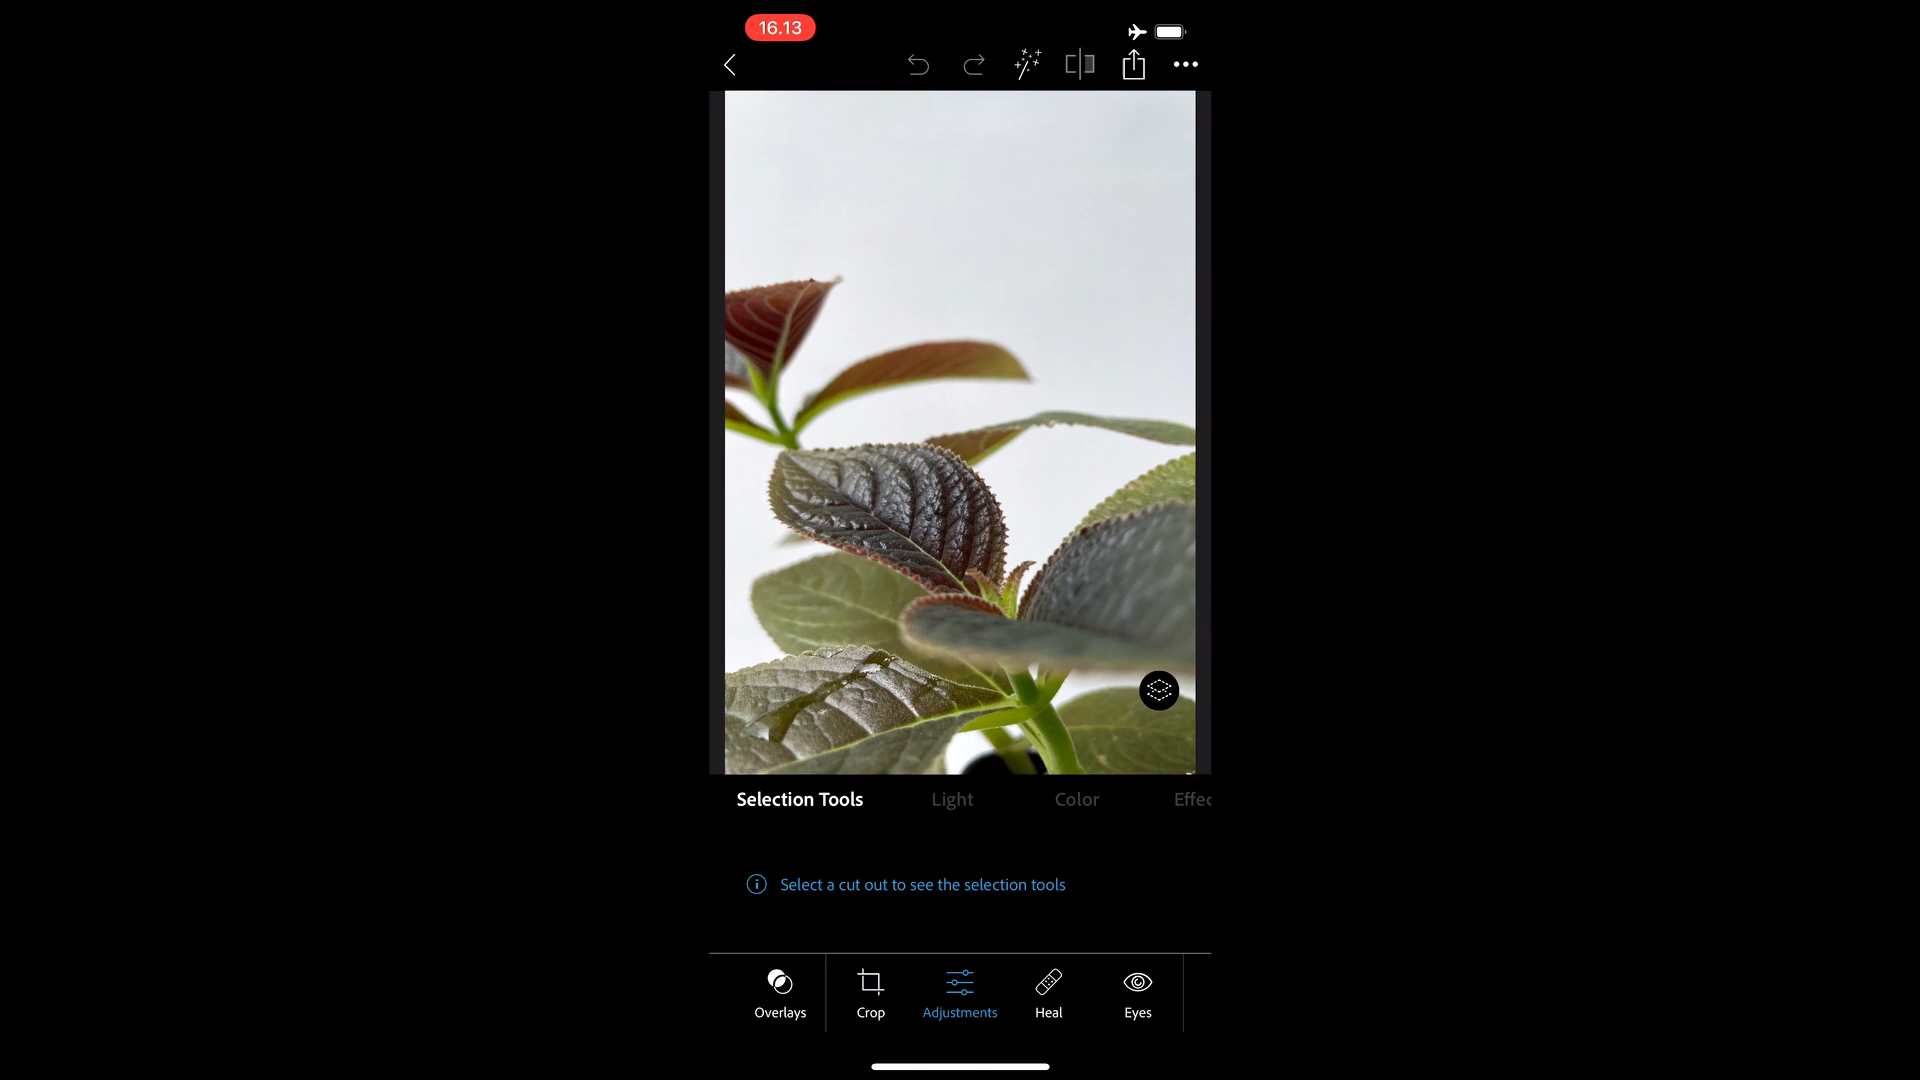 16.13
Selection Tools Light Color Effec
Select a cut out to see the selection tools
Overlays Crop Adjustments Heal Eyes